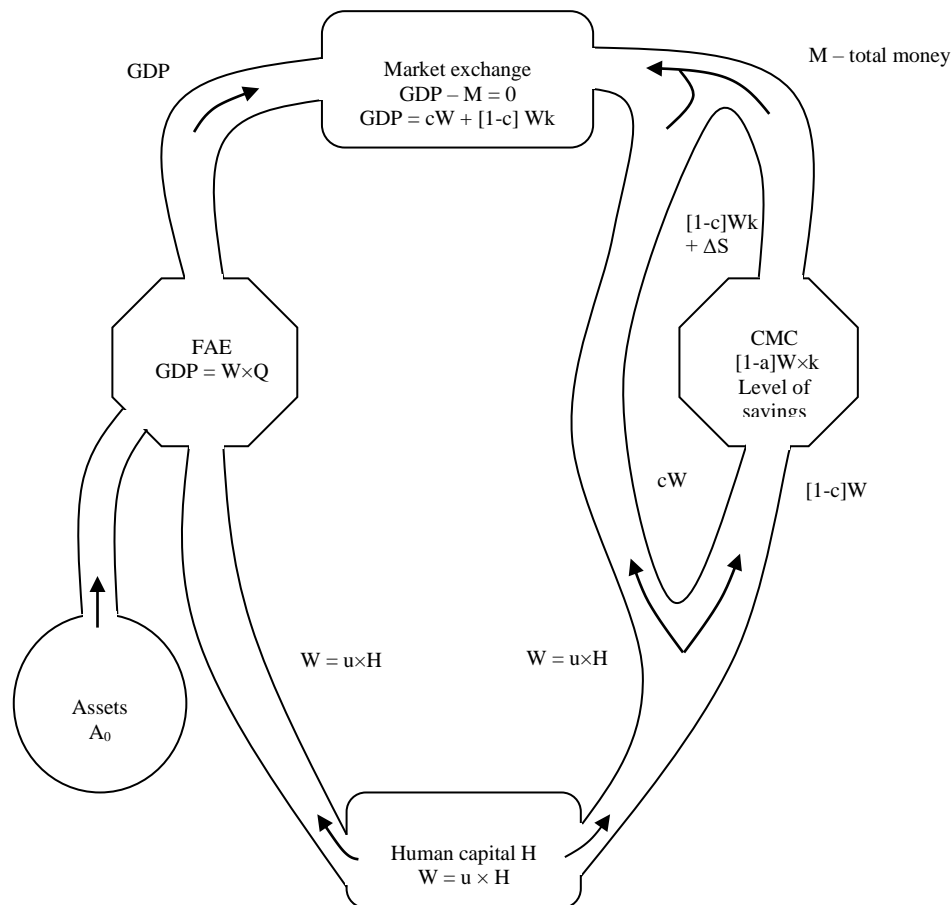 GDP
Market exchange
GDP – M = 0
GDP = cW + [1-c] Wk
M – total money
[1-c]Wk
+ ΔS
FAE
GDP = W×Q
CMC
[1-a]W×k
Level of
savings
cW
[1-c]W
W = u×H
W = u×H
Assets
A₀
Human capital H
W = u × H